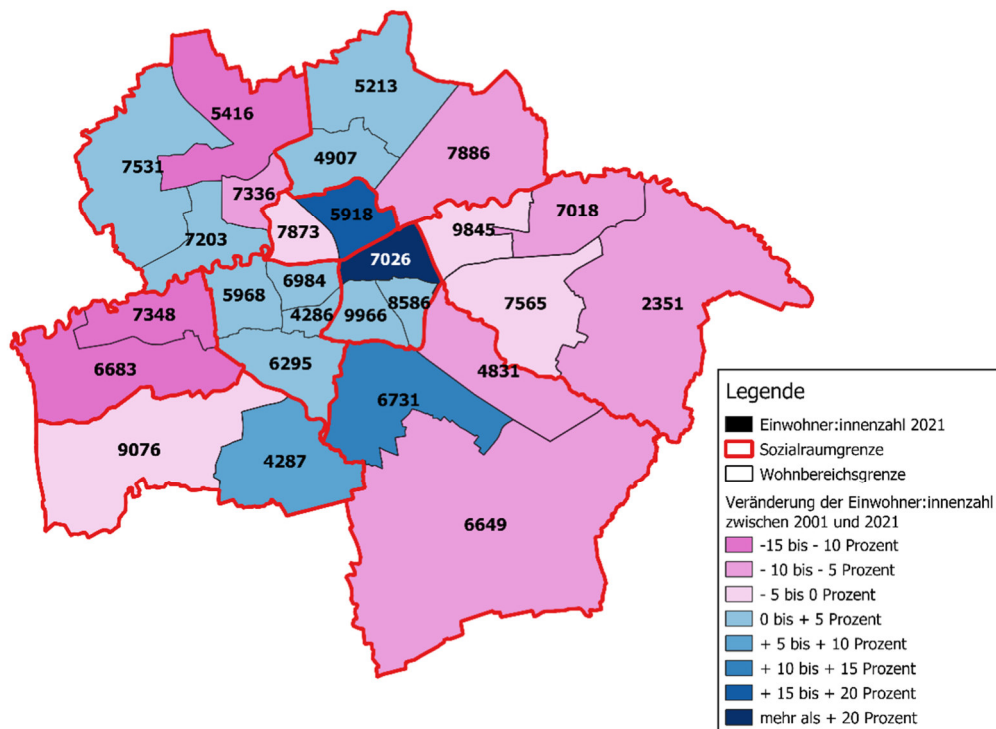 5213
5416
4907
7886
7531
7336
7018
5918
9845
7873
7203
7026
6984
5968
8586
7565
2351
4286
9966
7348
6295
4831
6683
6731
9076
4287
6649
Legende
Einwohner:innenzahl 2021
Sozialraumgrenze
Wohnbereichsgrenze
Veränderung der Einwohner:innenzahl
zwischen 2001 und 2021
-15 bis - 10 Prozent
- 10 bis - 5 Prozent
- 5 bis 0 Prozent
0 bis + 5 Prozent
+ 5 bis + 10 Prozent
+ 10 bis + 15 Prozent
+ 15 bis + 20 Prozent
mehr als + 20 Prozent